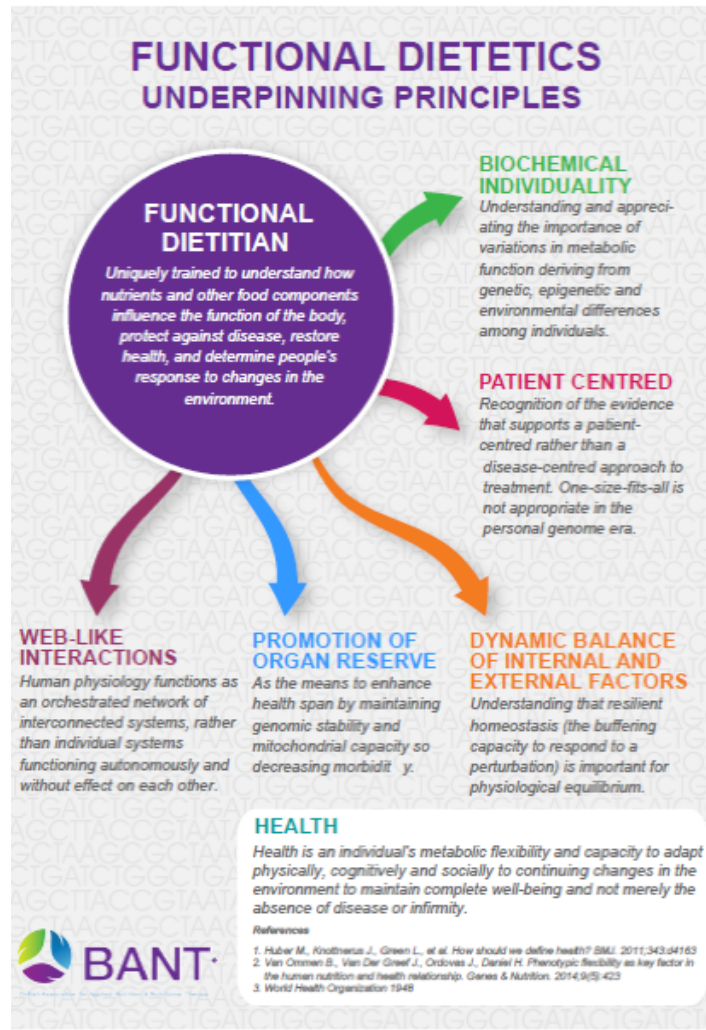 FUNCTIONAL DIETETICS
UNDERPINNING PRINCIPLES
FUNCTIONAL
DIETITIAN
Uniquely trained to understand how
nutrients and other food components
influence the function of the body,
protect against disease, restore
health, and determine people's
response to changes in the
environment.
BIOCHEMICAL
INDIVIDUALITY
Understanding and appreci-
ating the importance of
variations in metabolic
function deriving from
genetic, epigenetic and
environmental differences
among individuals.
PATIENT CENTRED
Recognition of the evidence
that supports a patient-
centred rather than a
disease-centred approach to
treatment. One-size-fits-all is
not appropriate in the
personal genome era.
WEB-LIKE
INTERACTIONS
Human physiology functions as
an orchestrated network of
interconnected systems, rather
than individual systems
functioning autonomously and
without effect on each other.
PROMOTION OF
ORGAN RESERVE
As the means to enhance
health span by maintaining
genomic stability and
mitochondrial capacity so
decreasing morbidit y.
DYNAMIC BALANCE
OF INTERNAL AND
EXTERNAL FACTORS
Understanding that resilient
homeostasis (the buffering
capacity to respond to a
perturbation) is important for
physiological equilibrium.
HEALTH
Health is an individual's metabolic flexibility and capacity to adapt
physically, cognitively and socially to continuing changes in the
environment to maintain complete well-being and not merely the
absence of disease or infirmity.
References
1. Huber M., Knottnerus J., Green L., et al. How should we define health? BMJ. 2011;343:d4163
2. Van Ommen B., Van Der Greef J., Ordovas J., Daniel H. Phenotypic flexibility as key factor in
the human nutrition and health relationship. Genes & Nutrition. 2014;9(5):423
3. World Health Organization 1948
BANT